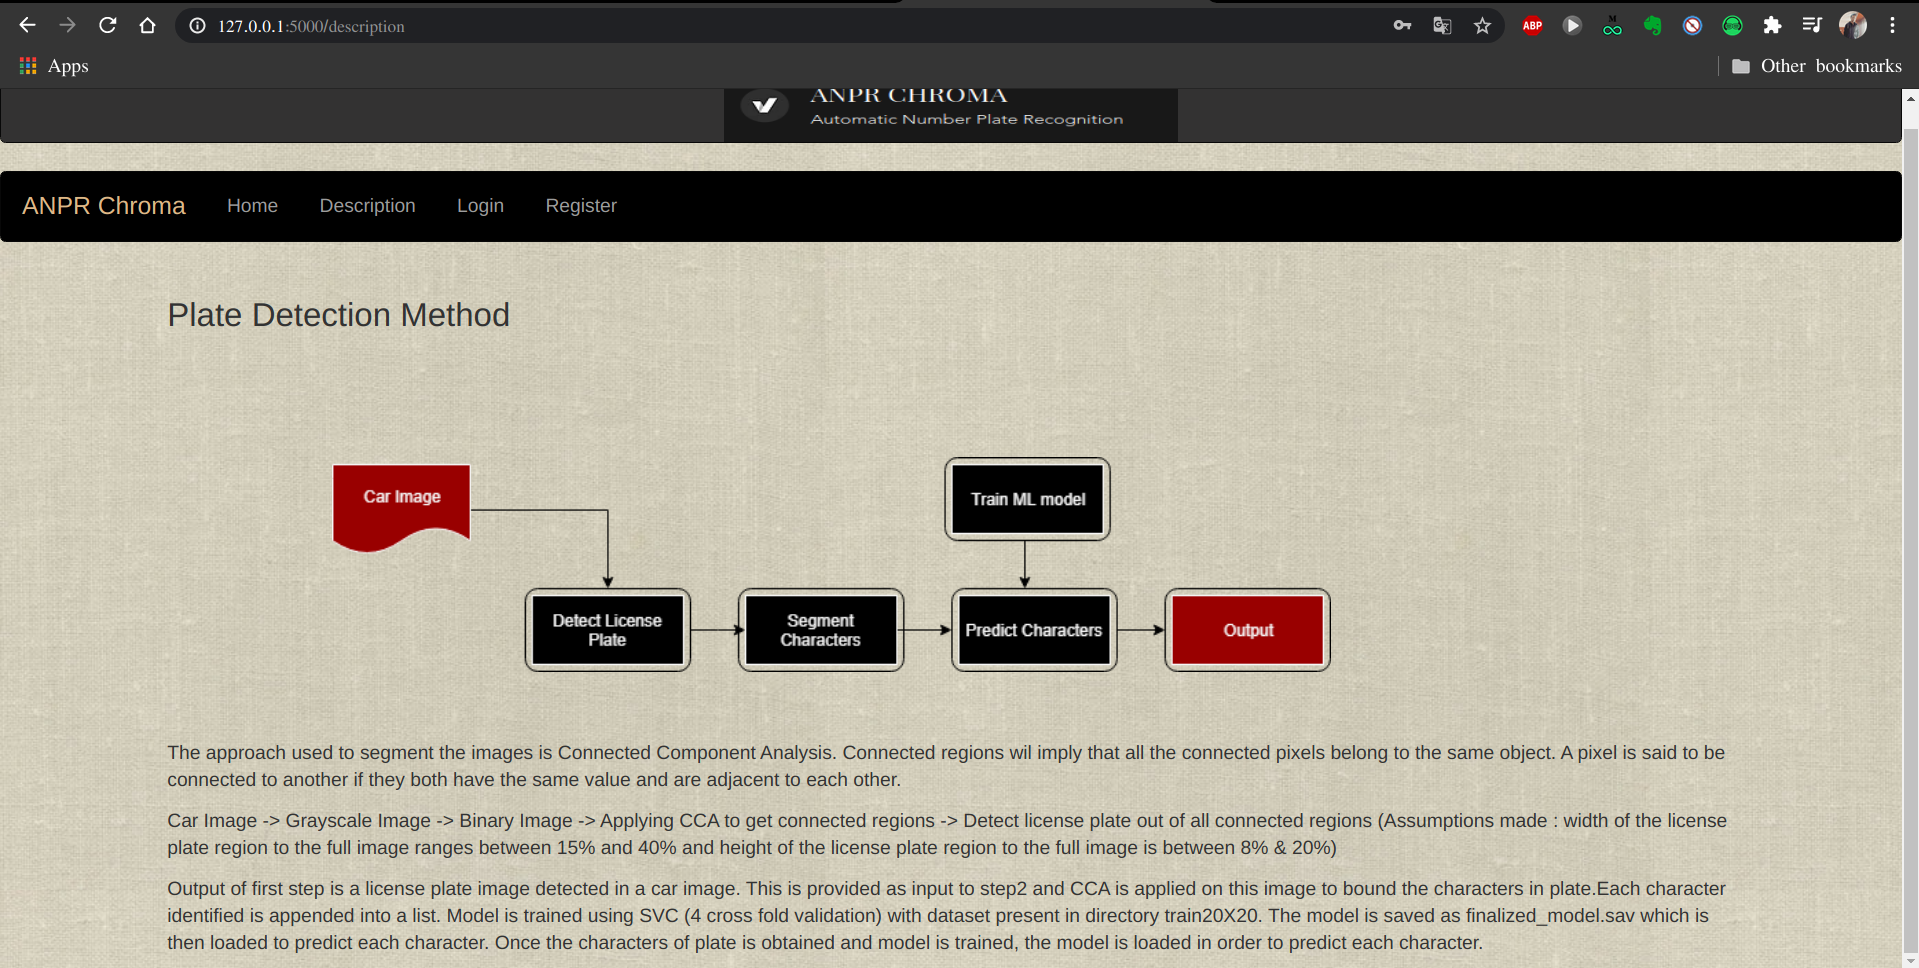 127.0.0.1:5000/description
ABP
M
Apps
Other bookmarks
ANPR CHROMA
Automatic Number Plate Recognition
ANPR Chroma
Home
Description
Login
Register
Plate Detection Method
Car Image
Train ML model
Detect License
Plate
Segment
Characters
Predict Characters
Output
The approach used to segment the images is Connected Component Analysis. Connected regions wil imply that all the connected pixels belong to the same object. A pixel is said to be
connected to another if they both have the same value and are adjacent to each other.
Car Image -> Grayscale Image -> Binary Image -> Applying CCA to get connected regions -> Detect license plate out of all connected regions (Assumptions made : width of the license
plate region to the full image ranges between 15% and 40% and height of the license plate region to the full image is between 8% & 20%)
Output of first step is a license plate image detected in a car image. This is provided as input to step2 and CCA is applied on this image to bound the characters in plate.Each character
identified is appended into a list. Model is trained using SVC (4 cross fold validation) with dataset present in directory train20X20. The model is saved as finalized_model.sav which is
then loaded to predict each character. Once the characters of plate is obtained and model is trained, the model is loaded in order to predict each character.